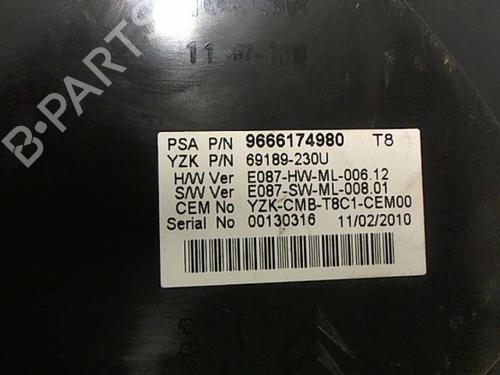 PSA P/N 9666174980 T8
YZK P/N 69189-230U
H/W Ver E087-HW-ML-006.12
S/W Ver E087-SW-ML-008.01
CEM No YZK-CMB-T8C1-CEM00
Serial No 00130316 11/02/2010
B-PARTS